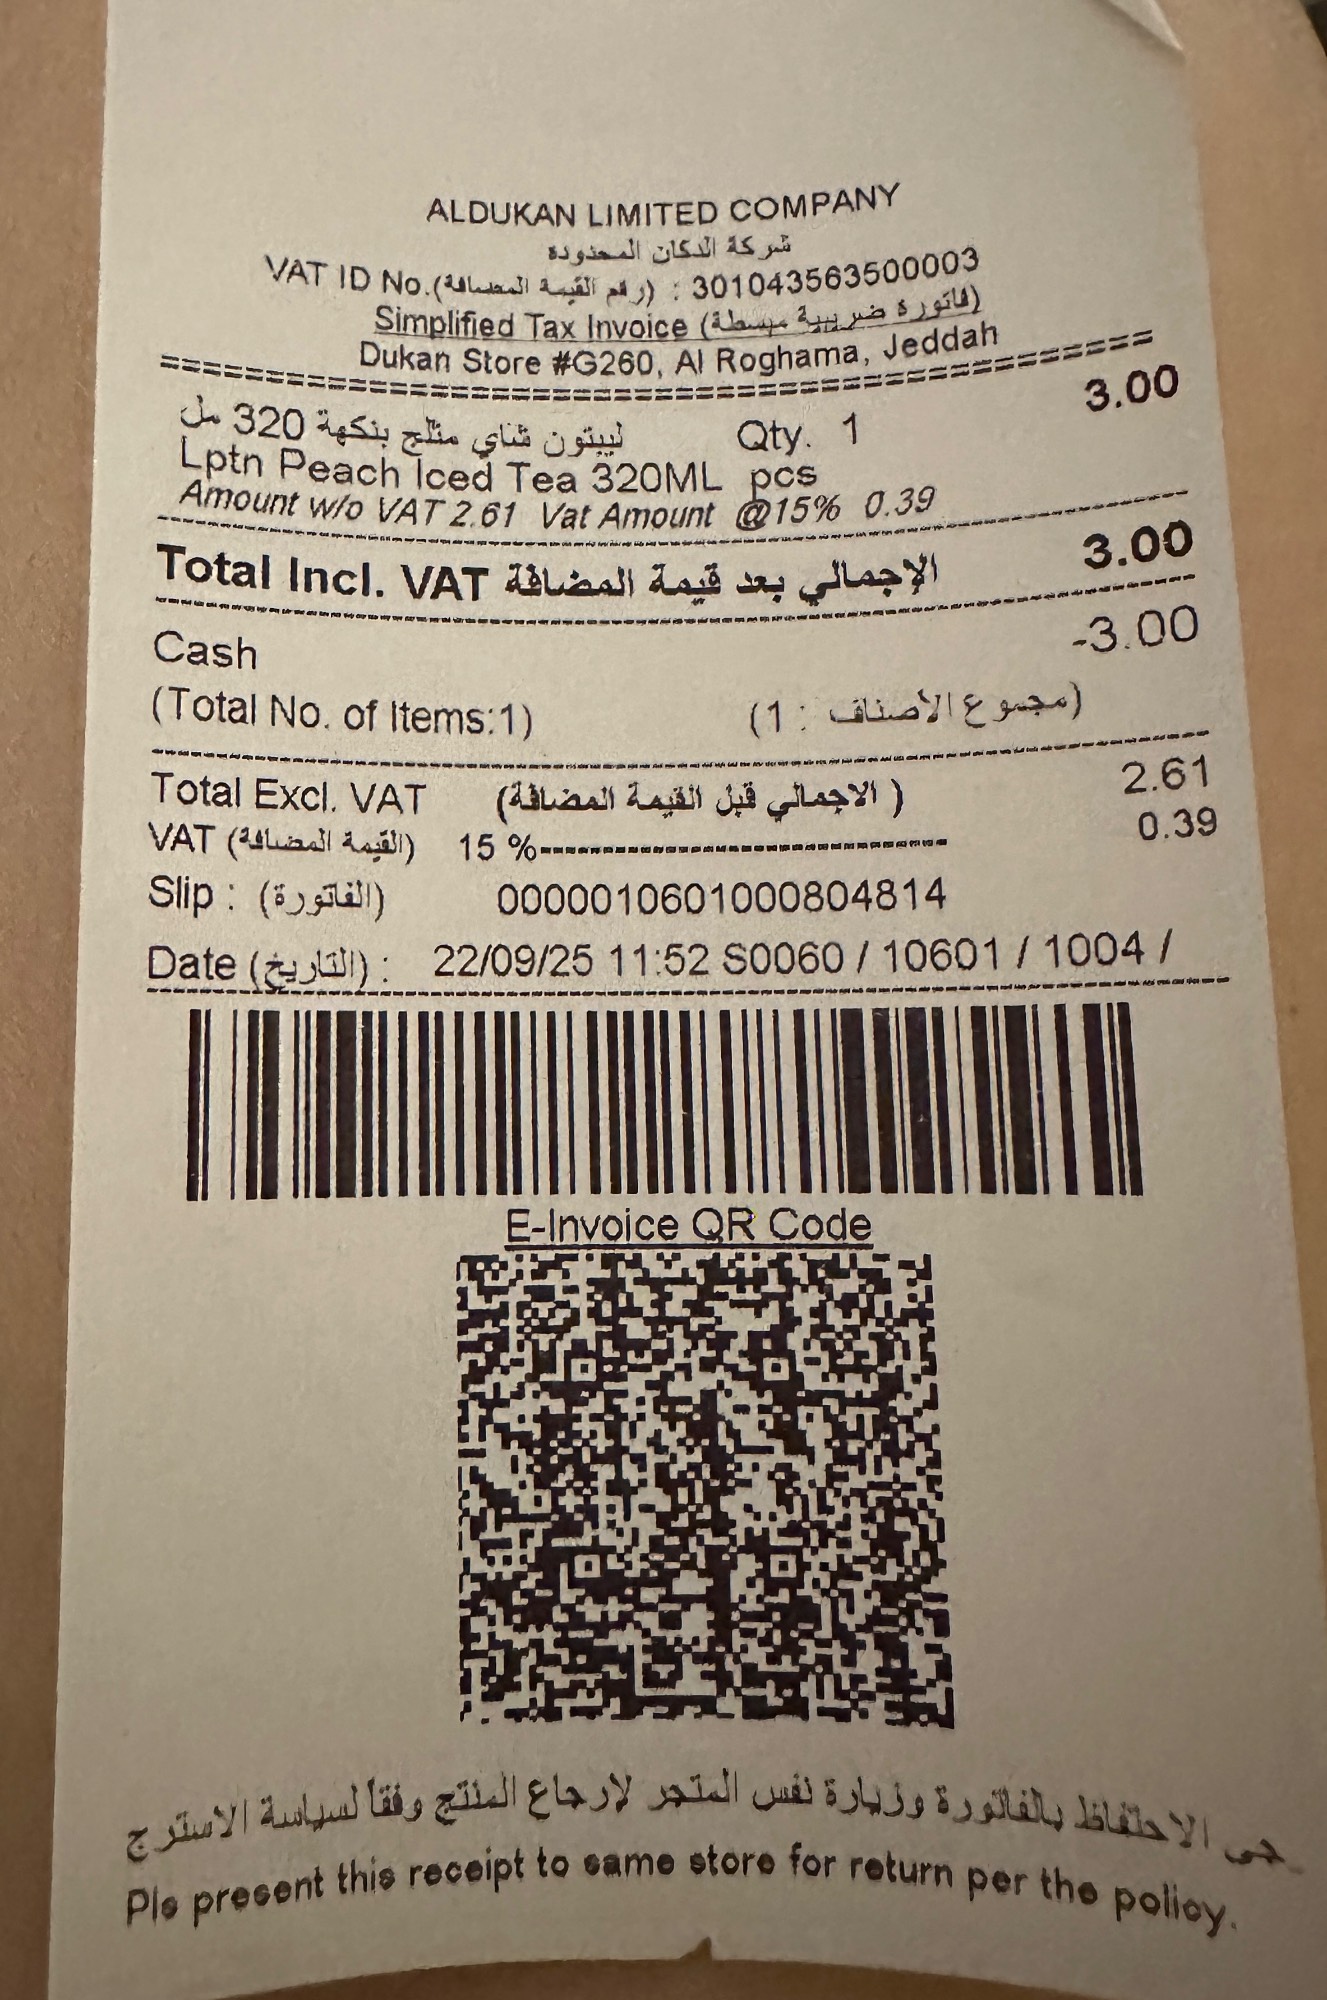 ALDUKAN LIMITED COMPANY
شركة الدكان المحدودة
VAT ID No.(رقم القيمة المضافة) : 301043563500003
Simplified Tax Invoice (فاتورة ضريبية مبسطة)
Dukan Store #G260, Al Roghama, Jeddah
================================================
ليبتون شاي مثلج بنكهة 320 مل Qty. 1 3.00
Lptn Peach Iced Tea 320ML pcs
Amount w/o VAT 2.61 Vat Amount @15% 0.39
Total Incl. VAT الإجمالي بعد قيمة المضافة 3.00
Cash -3.00
(Total No. of Items:1) (مجموع الأصناف : 1)
Total Excl. VAT (الاجمالي قبل القيمة المضافة ) 2.61
VAT (القيمة المضافة) 15 %------------------------------ 0.39
Slip : (الفاتورة) 0000010601000804814
Date (التاريخ) : 22/09/25 11:52 S0060 / 10601 / 1004 /
E-Invoice QR Code
جى الاحتفاظ بالفاتورة وزيارة نفس المتجر لإرجاع المنتج وفقاً لسياسة الاسترج
Pls present this receipt to same store for return per the policy.